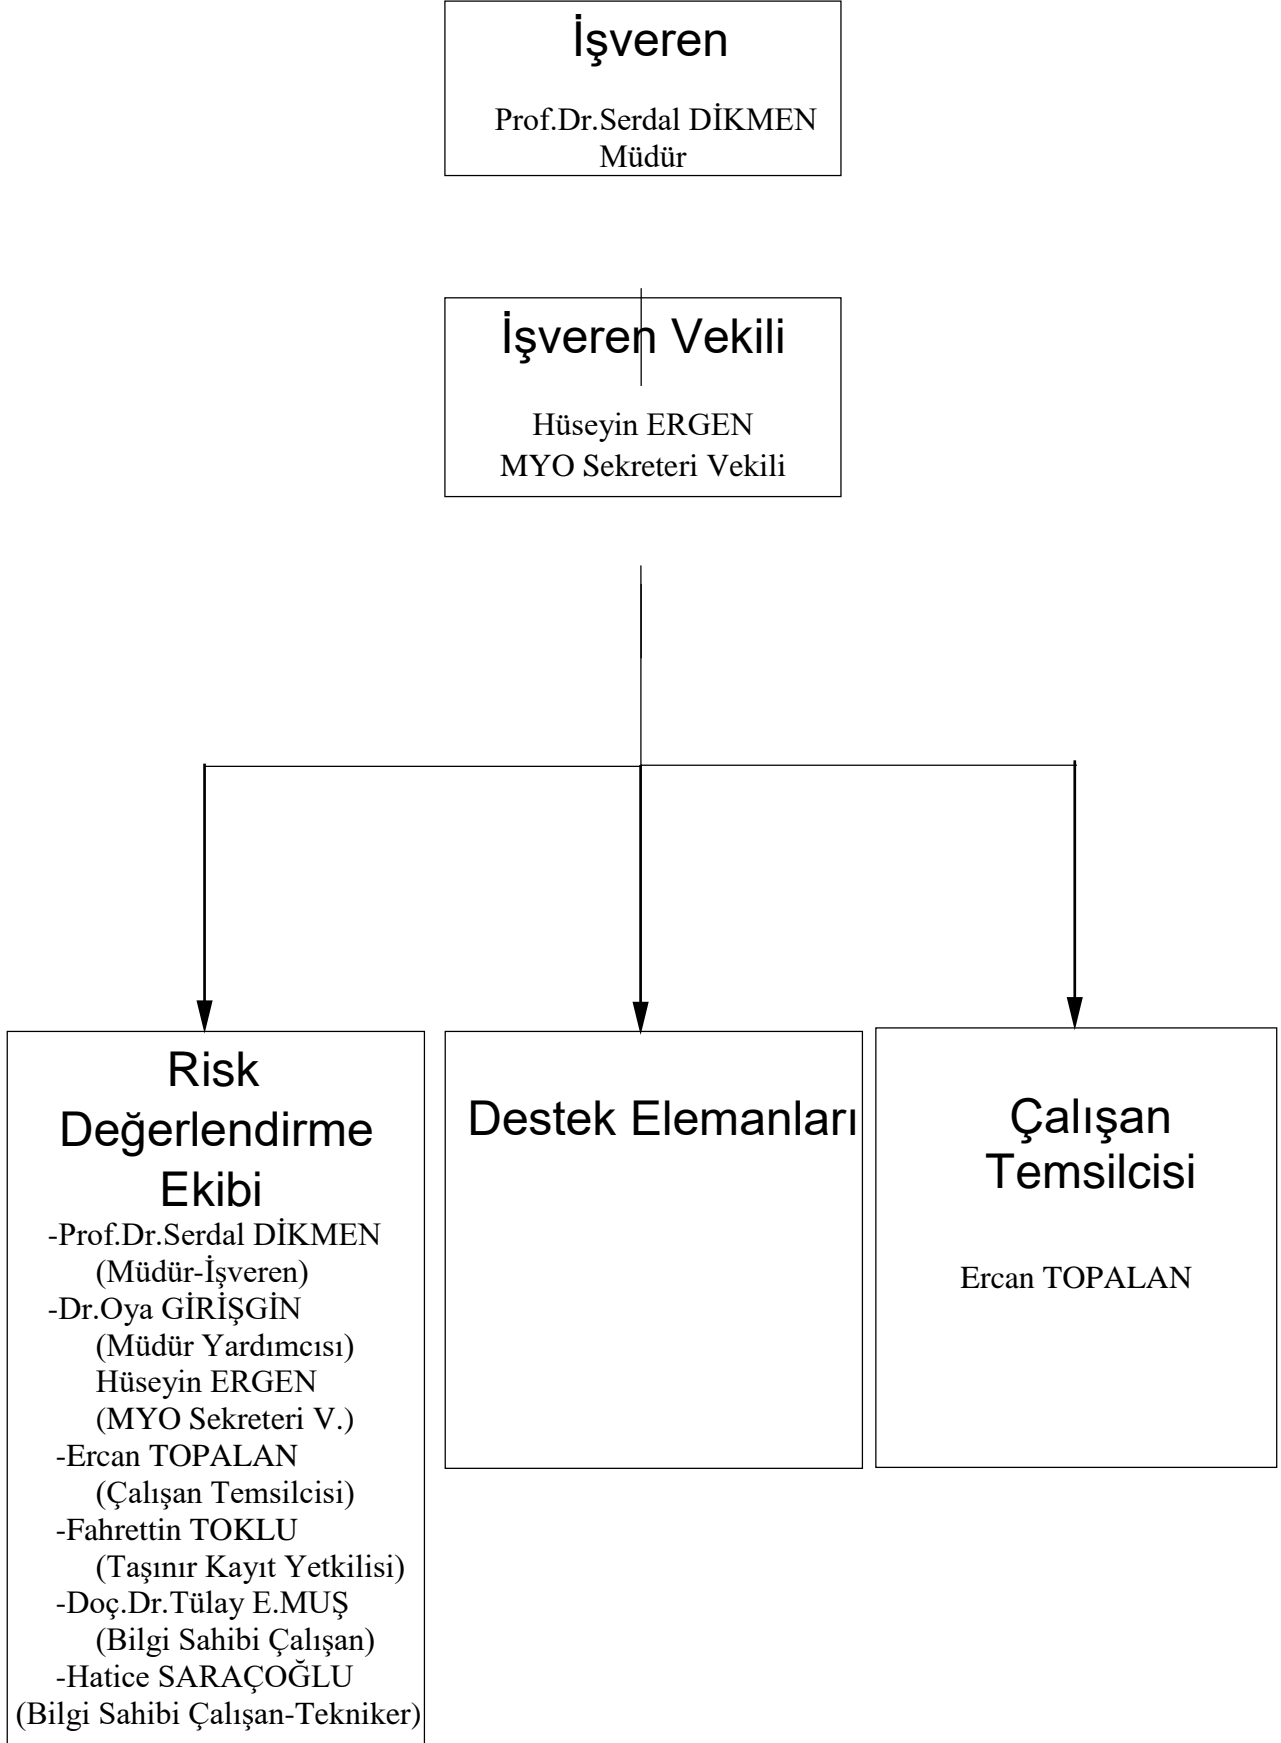 İşveren
Prof.Dr.Serdal DİKMEN
Müdür
İşveren Vekili
Hüseyin ERGEN
MYO Sekreteri Vekili
Risk
Değerlendirme
Ekibi
-Prof.Dr.Serdal DİKMEN
(Müdür-İşveren)
-Dr.Oya GİRİŞGİN
(Müdür Yardımcısı)
Hüseyin ERGEN
(MYO Sekreteri V.)
-Ercan TOPALAN
(Çalışan Temsilcisi)
-Fahrettin TOKLU
(Taşınır Kayıt Yetkilisi)
-Doç.Dr.Tülay E.MUŞ
(Bilgi Sahibi Çalışan)
-Hatice SARAÇOĞLU
(Bilgi Sahibi Çalışan-Tekniker)
Destek Elemanları
Çalışan
Temsilcisi
Ercan TOPALAN